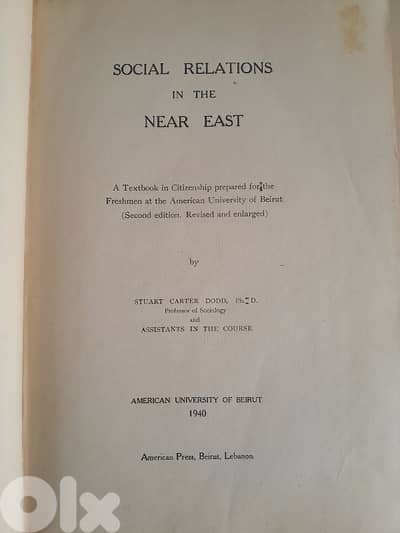 SOCIAL RELATIONS
IN THE
NEAR EAST
A Textbook in Citizenship prepared for the
Freshmen at the American University of Beirut
(Second edition. Revised and enlarged)
by
STUART CARTER DODD, Ph. D.
Professor of Sociology
and
ASSISTANTS IN THE COURSE
AMERICAN UNIVERSITY OF BEIRUT
1940
American Press, Beirut, Lebanon
OLX